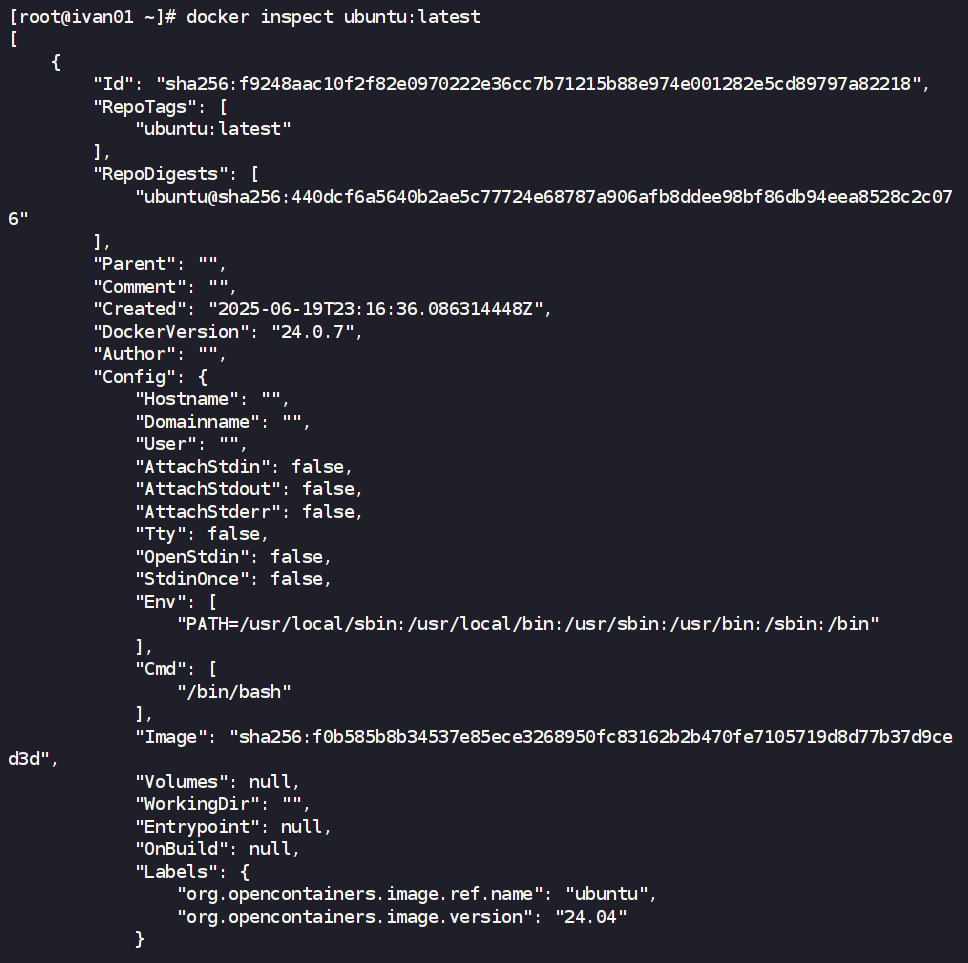 [root@ivan01 ~]# docker inspect ubuntu:latest
[
    {
        "Id": "sha256:f9248aac10f2f82e0970222e36cc7b71215b88e974e001282e5cd89797a82218",
        "RepoTags": [
            "ubuntu:latest"
        ],
        "RepoDigests": [
            "ubuntu@sha256:440dcf6a5640b2ae5c77724e68787a906afb8ddee98bf86db94eea8528c2c07
6"
        ],
        "Parent": "",
        "Comment": "",
        "Created": "2025-06-19T23:16:36.086314448Z",
        "DockerVersion": "24.0.7",
        "Author": "",
        "Config": {
            "Hostname": "",
            "Domainname": "",
            "User": "",
            "AttachStdin": false,
            "AttachStdout": false,
            "AttachStderr": false,
            "Tty": false,
            "OpenStdin": false,
            "StdinOnce": false,
            "Env": [
                "PATH=/usr/local/sbin:/usr/local/bin:/usr/sbin:/usr/bin:/sbin:/bin"
            ],
            "Cmd": [
                "/bin/bash"
            ],
            "Image": "sha256:f0b585b8b34537e85ece3268950fc83162b2b470fe7105719d8d77b37d9ce
d3d",
            "Volumes": null,
            "WorkingDir": "",
            "Entrypoint": null,
            "OnBuild": null,
            "Labels": {
                "org.opencontainers.image.ref.name": "ubuntu",
                "org.opencontainers.image.version": "24.04"
            }